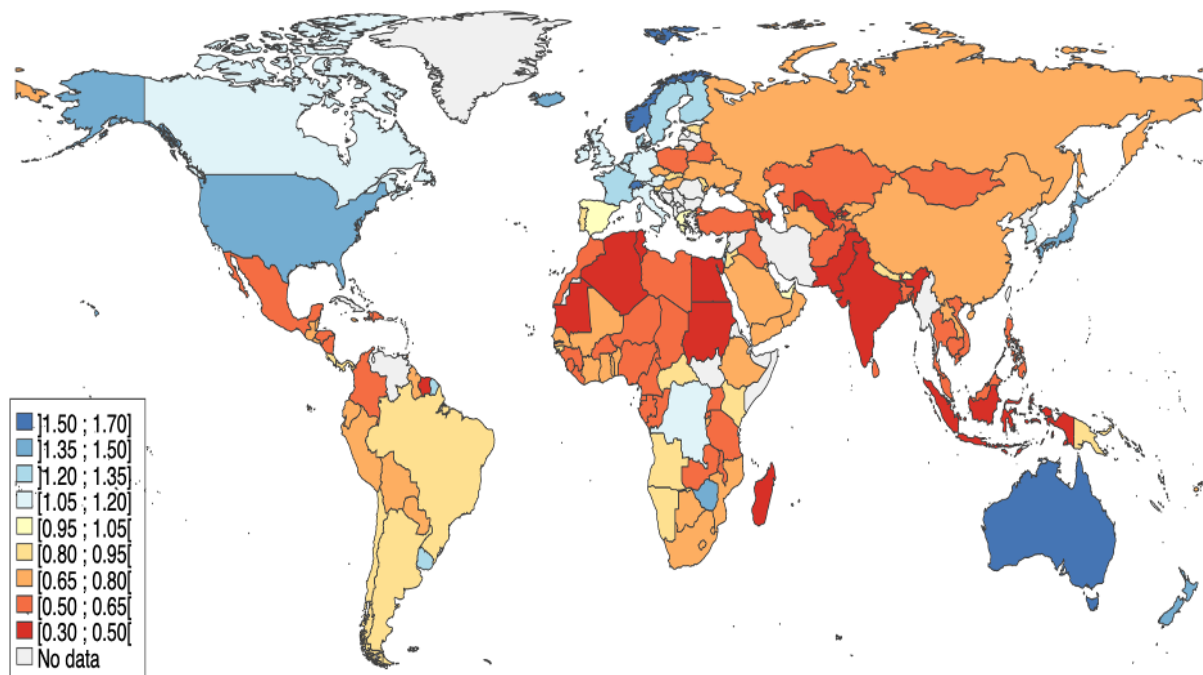 ]1.50 ; 1.70[
]1.35 ; 1.50]
]1.20 ; 1.35]
]1.05 ; 1.20]
[0.95 ; 1.05[
[0.80 ; 0.95[
[0.65 ; 0.80[
[0.50 ; 0.65[
[0.30 ; 0.50[
No data